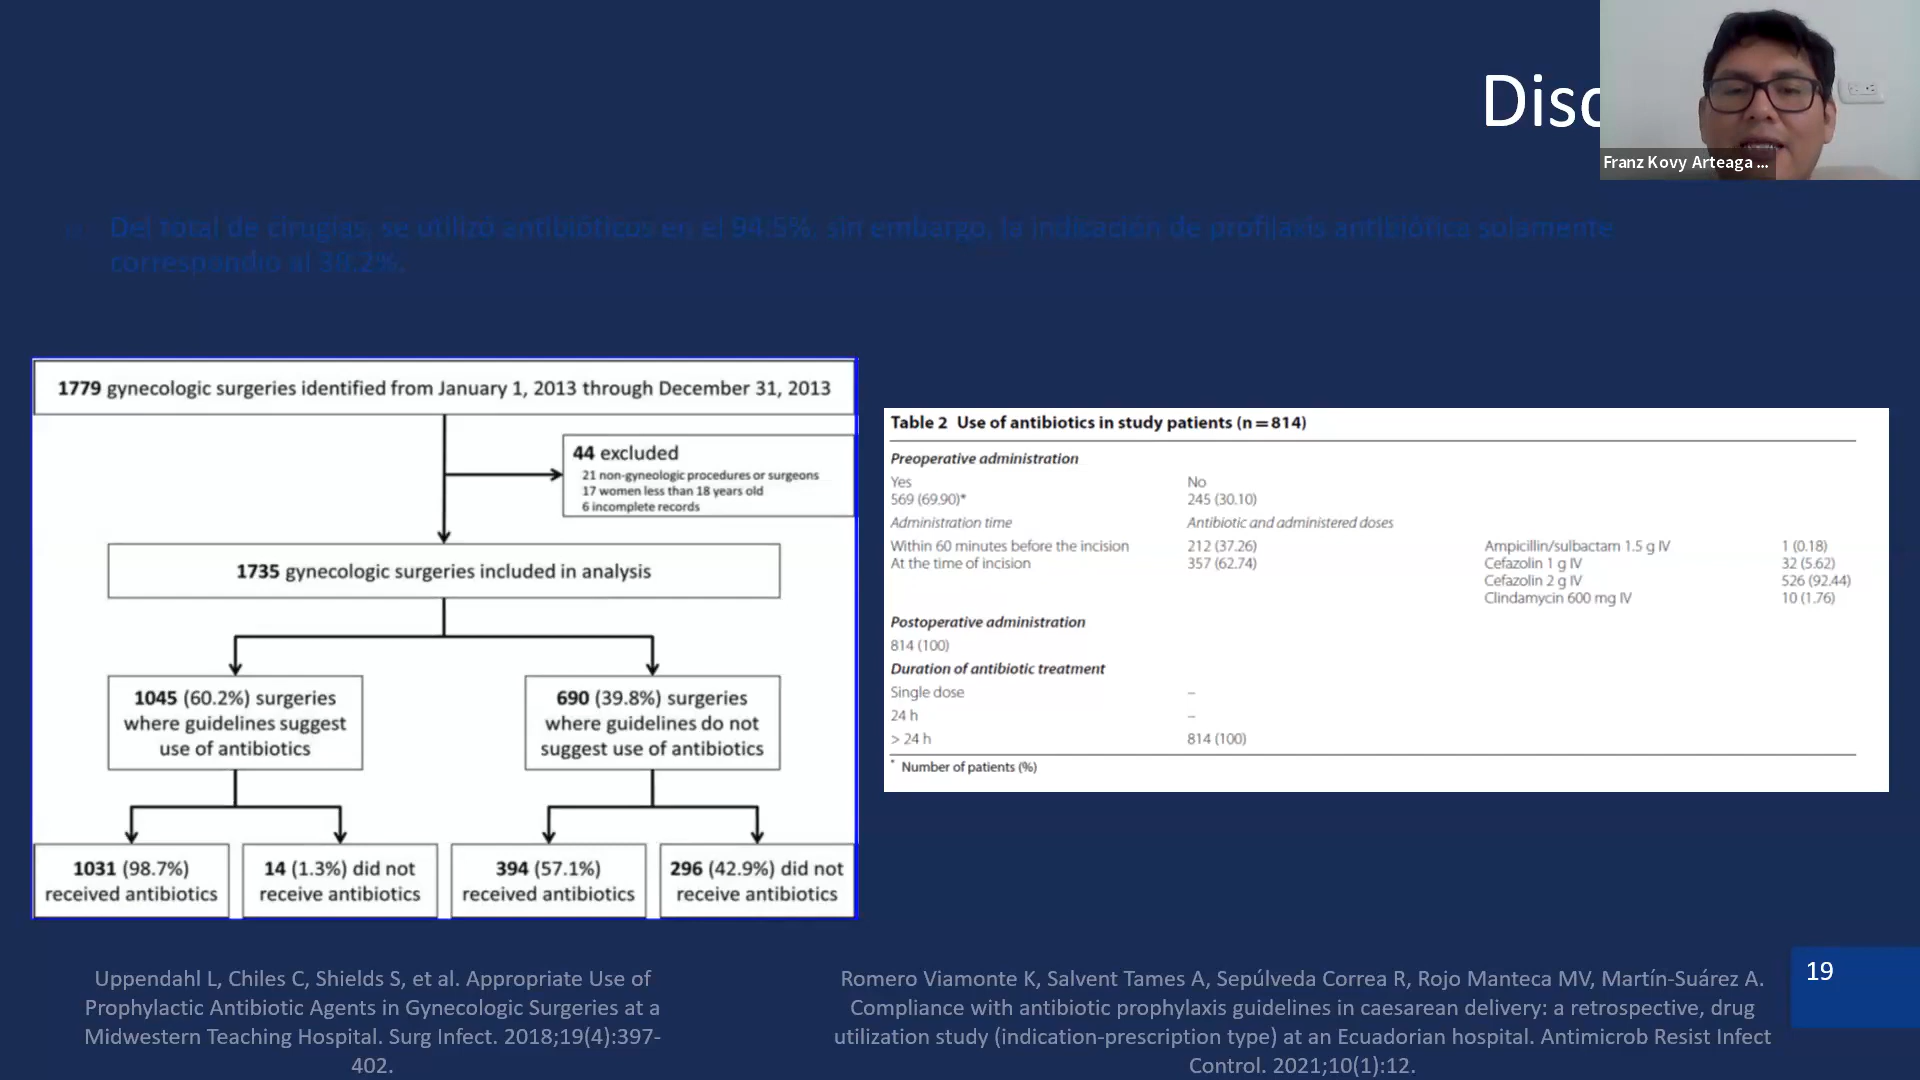 Disc
Franz Kovy Arteaga ...
Del total de cirugías, se utilizó antibióticos en el 94.5%, sin embargo, la indicación de profilaxis antibiótica solamente
correspondió al 30.2%.
1779 gynecologic surgeries identified from January 1, 2013 through December 31, 2013
44 excluded
21 non-gyneologic procedures or surgeons
17 women less than 18 years old
6 incomplete records
1735 gynecologic surgeries included in analysis
1045 (60.2%) surgeries
where guidelines suggest
use of antibiotics
690 (39.8%) surgeries
where guidelines do not
suggest use of antibiotics
1031 (98.7%)
received antibiotics
14 (1.3%) did not
receive antibiotics
394 (57.1%)
received antibiotics
296 (42.9%) did not
receive antibiotics
Table 2 Use of antibiotics in study patients (n = 814)
Preoperative administration
Yes No
569 (69.90)* 245 (30.10)
Administration time Antibiotic and administered doses
Within 60 minutes before the incision 212 (37.26) Ampicillin/sulbactam 1.5 g IV 1 (0.18)
At the time of incision 357 (62.74) Cefazolin 1 g IV 32 (5.62)
Cefazolin 2 g IV 526 (92.44)
Clindamycin 600 mg IV 10 (1.76)
Postoperative administration
814 (100)
Duration of antibiotic treatment
Single dose –
24 h –
> 24 h 814 (100)
* Number of patients (%)
Uppendahl L, Chiles C, Shields S, et al. Appropriate Use of
Prophylactic Antibiotic Agents in Gynecologic Surgeries at a
Midwestern Teaching Hospital. Surg Infect. 2018;19(4):397-
402.
Romero Viamonte K, Salvent Tames A, Sepúlveda Correa R, Rojo Manteca MV, Martín-Suárez A.
Compliance with antibiotic prophylaxis guidelines in caesarean delivery: a retrospective, drug
utilization study (indication-prescription type) at an Ecuadorian hospital. Antimicrob Resist Infect
Control. 2021;10(1):12.
19